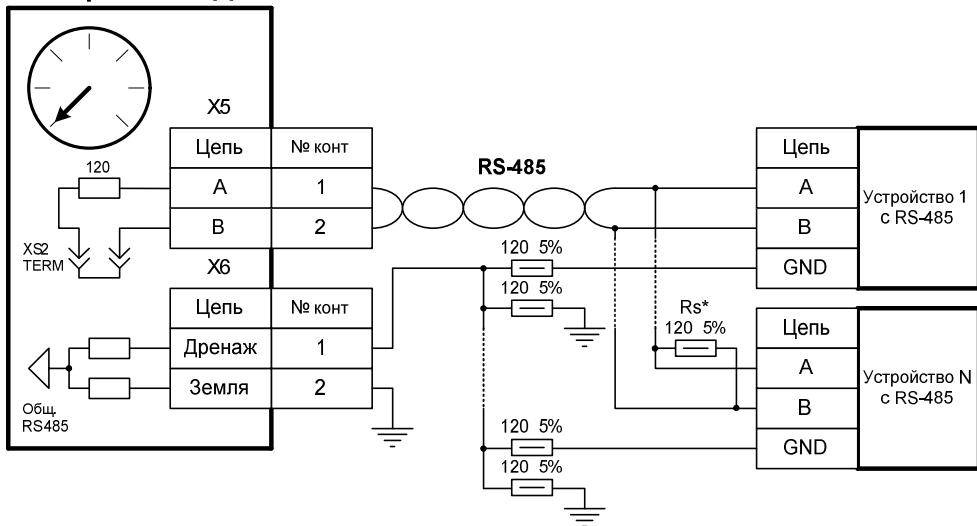 X5
Цепь № конт
A 1
B 2
120
XS2
TERM
X6
Цепь № конт
Дренаж 1
Земля 2
Общ.
RS485
RS-485
120 5%
120 5%
Rs*
120 5%
120 5%
120 5%
Цепь
A
B
GND
Устройство 1
с RS-485
Цепь
A
B
GND
Устройство N
с RS-485